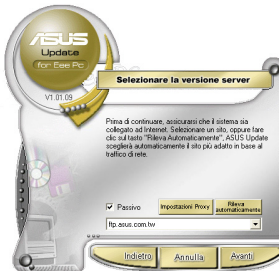 ASUS
Update
for Eee Pc
V1.01.09
Selezionare la versione server
Prima di continuare, assicurarsi che il sistema sia
collegato ad Internet. Selezionare un sito, oppure fare
clic sul tasto "Rileva Automaticamente", ASUS Update
sceglierà automaticamente il sito più adatto in base al
traffico di rete.
Passivo
Impostazioni Proxy
Rileva
automaticamente
ftp.asus.com.tw
Indietro
Annulla
Avanti